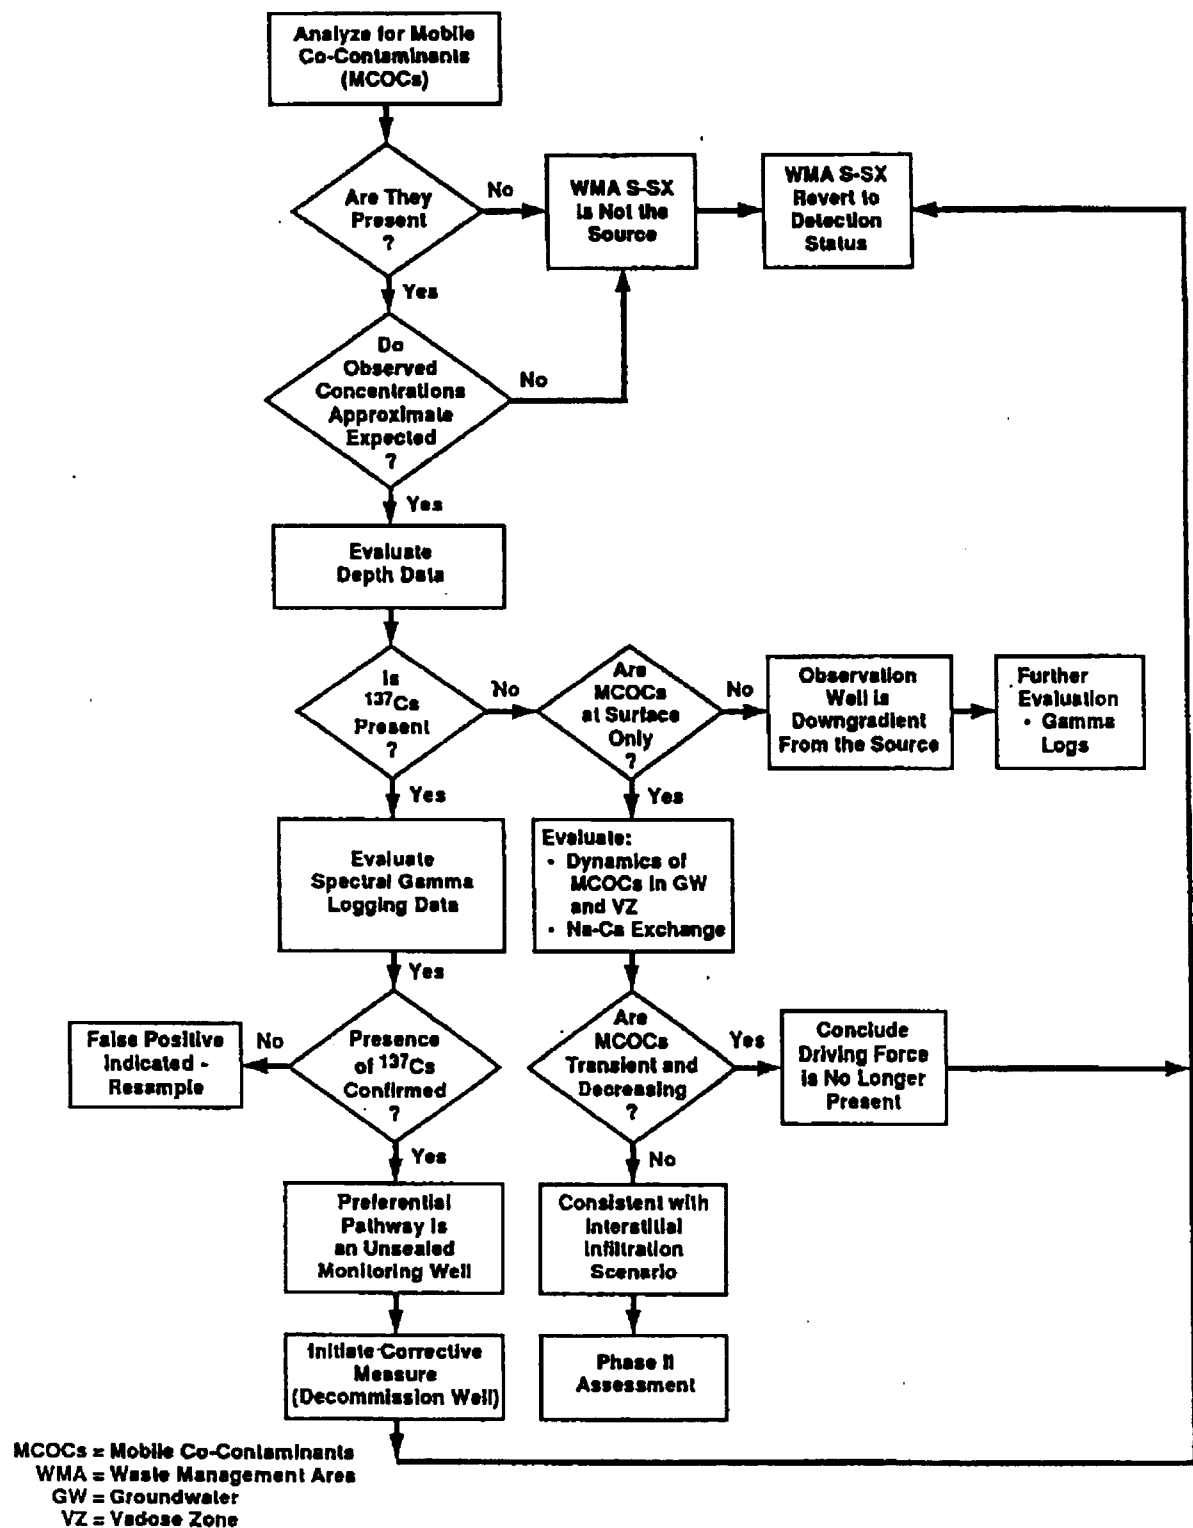 Analyze for Mobile
Co-Contaminants
(MCOCs)
Are They
Present
?
No
WMA S-SX
is Not the
Source
WMA S-SX
Revert to
Detection
Status
Yes
Do
Observed
Concentrations
Approximate
Expected
?
No
Yes
Evaluate
Depth Data
Is
137Cs
Present
?
No
Are
MCOCs
at Surface
Only
?
No
Observation
Well is
Downgradient
From the Source
Further
Evaluation
• Gamma
Logs
Yes
Evaluate
Spectral Gamma
Logging Data
Yes
Evaluate:
• Dynamics of
MCOCs in GW
and VZ
• Na-Ca Exchange
Yes
Presence
of 137Cs
Confirmed
?
No
False Positive
Indicated -
Resample
Are
MCOCs
Transient and
Decreasing
?
Yes
Conclude
Driving Force
is No Longer
Present
Yes
Preferential
Pathway is
an Unsealed
Monitoring Well
No
Consistent with
Interstitial
Infiltration
Scenario
Initiate Corrective
Measure
(Decommission Well)
Phase II
Assessment
MCOCs = Mobile Co-Contaminants
WMA = Waste Management Area
GW = Groundwater
VZ = Vadose Zone